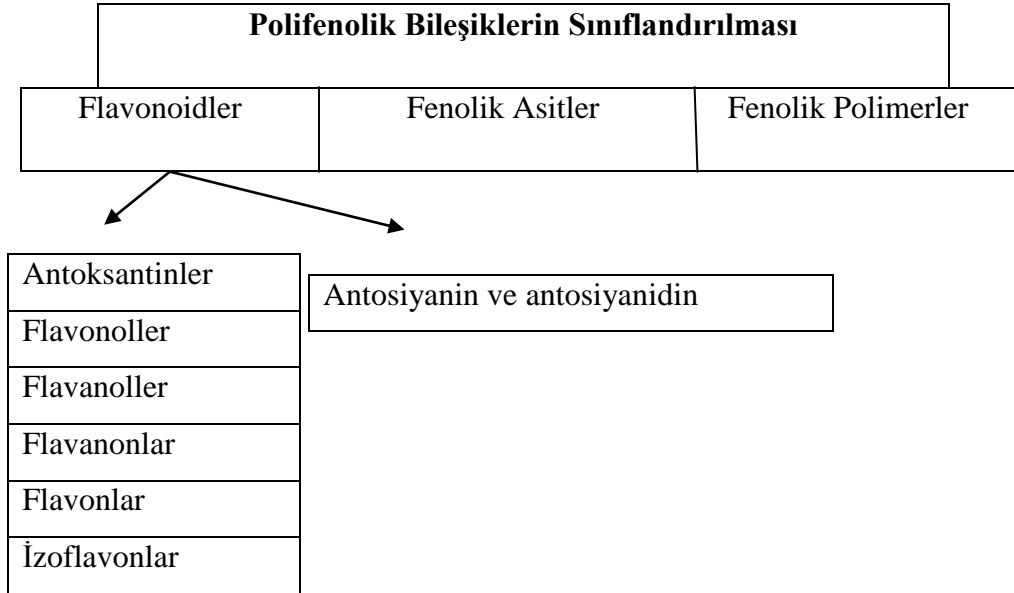 Polifenolik Bileşiklerin Sınıflandırılması
Flavonoidler
Fenolik Asitler
Fenolik Polimerler
Antoksantinler
Flavonoller
Flavanoller
Flavanonlar
Flavonlar
İzoflavonlar
Antosiyanin ve antosiyanidin